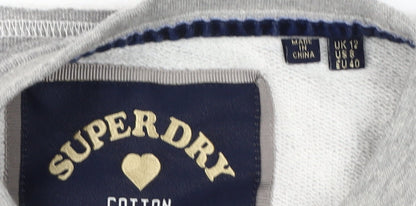 SUPERDRY
COTTON
MADE IN
CHINA
UK 12
US 8
EU 40